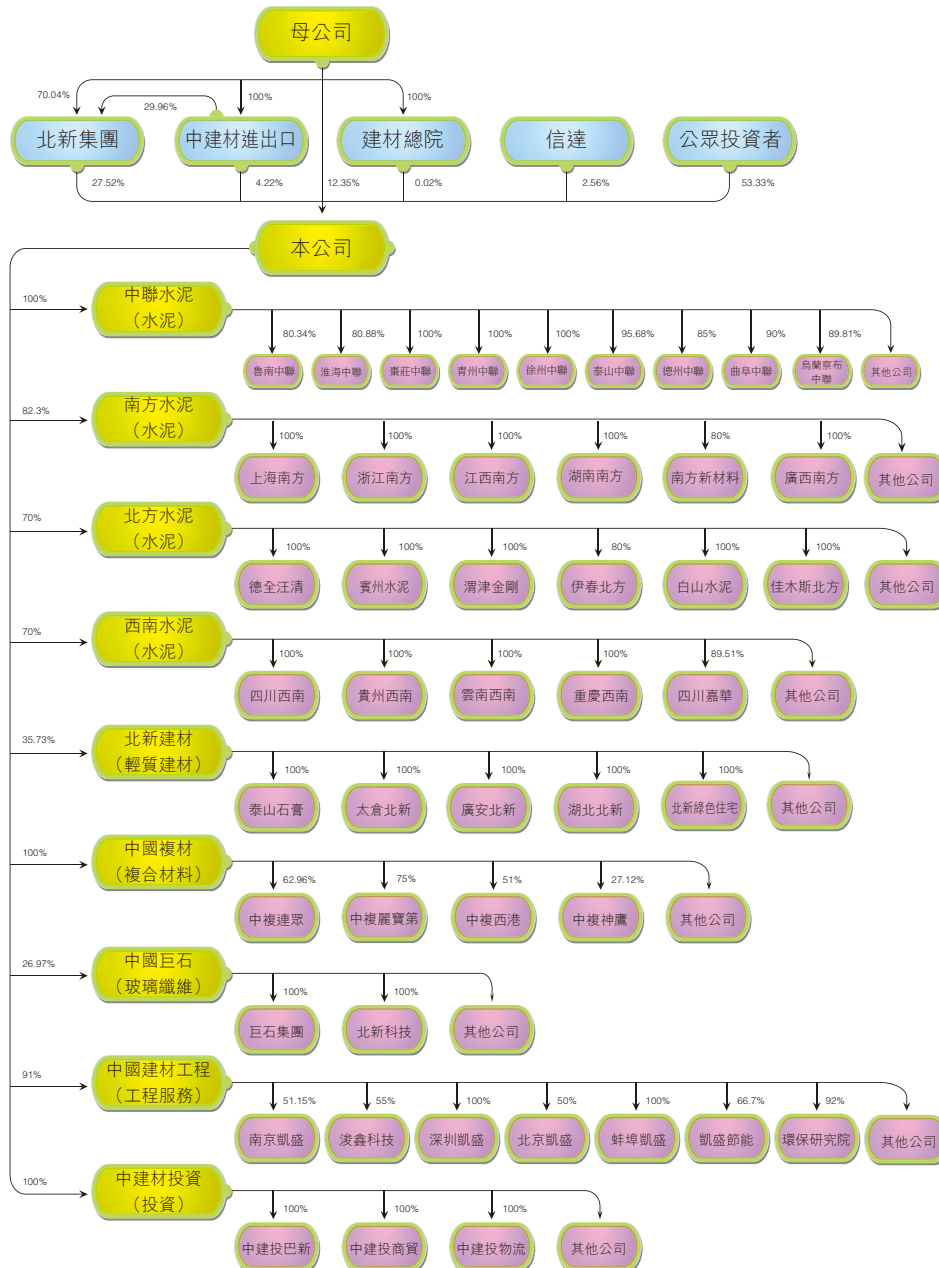 母公司
70.04%
29.96%
100%
100%
北新集團
中建材進出口
建材總院
信達
公眾投資者
27.52%
4.22%
12.35%
0.02%
2.56%
53.33%
本公司
100%
中聯水泥
（水泥）
80.34%
80.88%
100%
100%
100%
95.68%
85%
90%
89.81%
魯南中聯
淮海中聯
棗莊中聯
青州中聯
徐州中聯
泰山中聯
德州中聯
曲阜中聯
烏蘭察布
中聯
其他公司
82.3%
南方水泥
（水泥）
100%
100%
100%
100%
80%
100%
上海南方
浙江南方
江西南方
湖南南方
南方新材料
廣西南方
其他公司
70%
北方水泥
（水泥）
100%
100%
100%
80%
100%
100%
德全汪清
賓州水泥
渭津金剛
伊春北方
白山水泥
佳木斯北方
其他公司
70%
西南水泥
（水泥）
100%
100%
100%
100%
89.51%
四川西南
貴州西南
雲南西南
重慶西南
四川嘉華
其他公司
35.73%
北新建材
（輕質建材）
100%
100%
100%
100%
100%
泰山石膏
太倉北新
廣安北新
湖北北新
北新綠色住宅
其他公司
100%
中國複材
（複合材料）
62.96%
75%
51%
27.12%
中複連眾
中複麗寶第
中複西港
中複神鷹
其他公司
26.97%
中國巨石
（玻璃纖維）
100%
100%
巨石集團
北新科技
其他公司
91%
中國建材工程
（工程服務）
51.15%
55%
100%
50%
100%
66.7%
92%
南京凱盛
浚鑫科技
深圳凱盛
北京凱盛
蚌埠凱盛
凱盛節能
環保研究院
其他公司
100%
中建材投資
（投資）
100%
100%
100%
中建投巴新
中建投商貿
中建投物流
其他公司